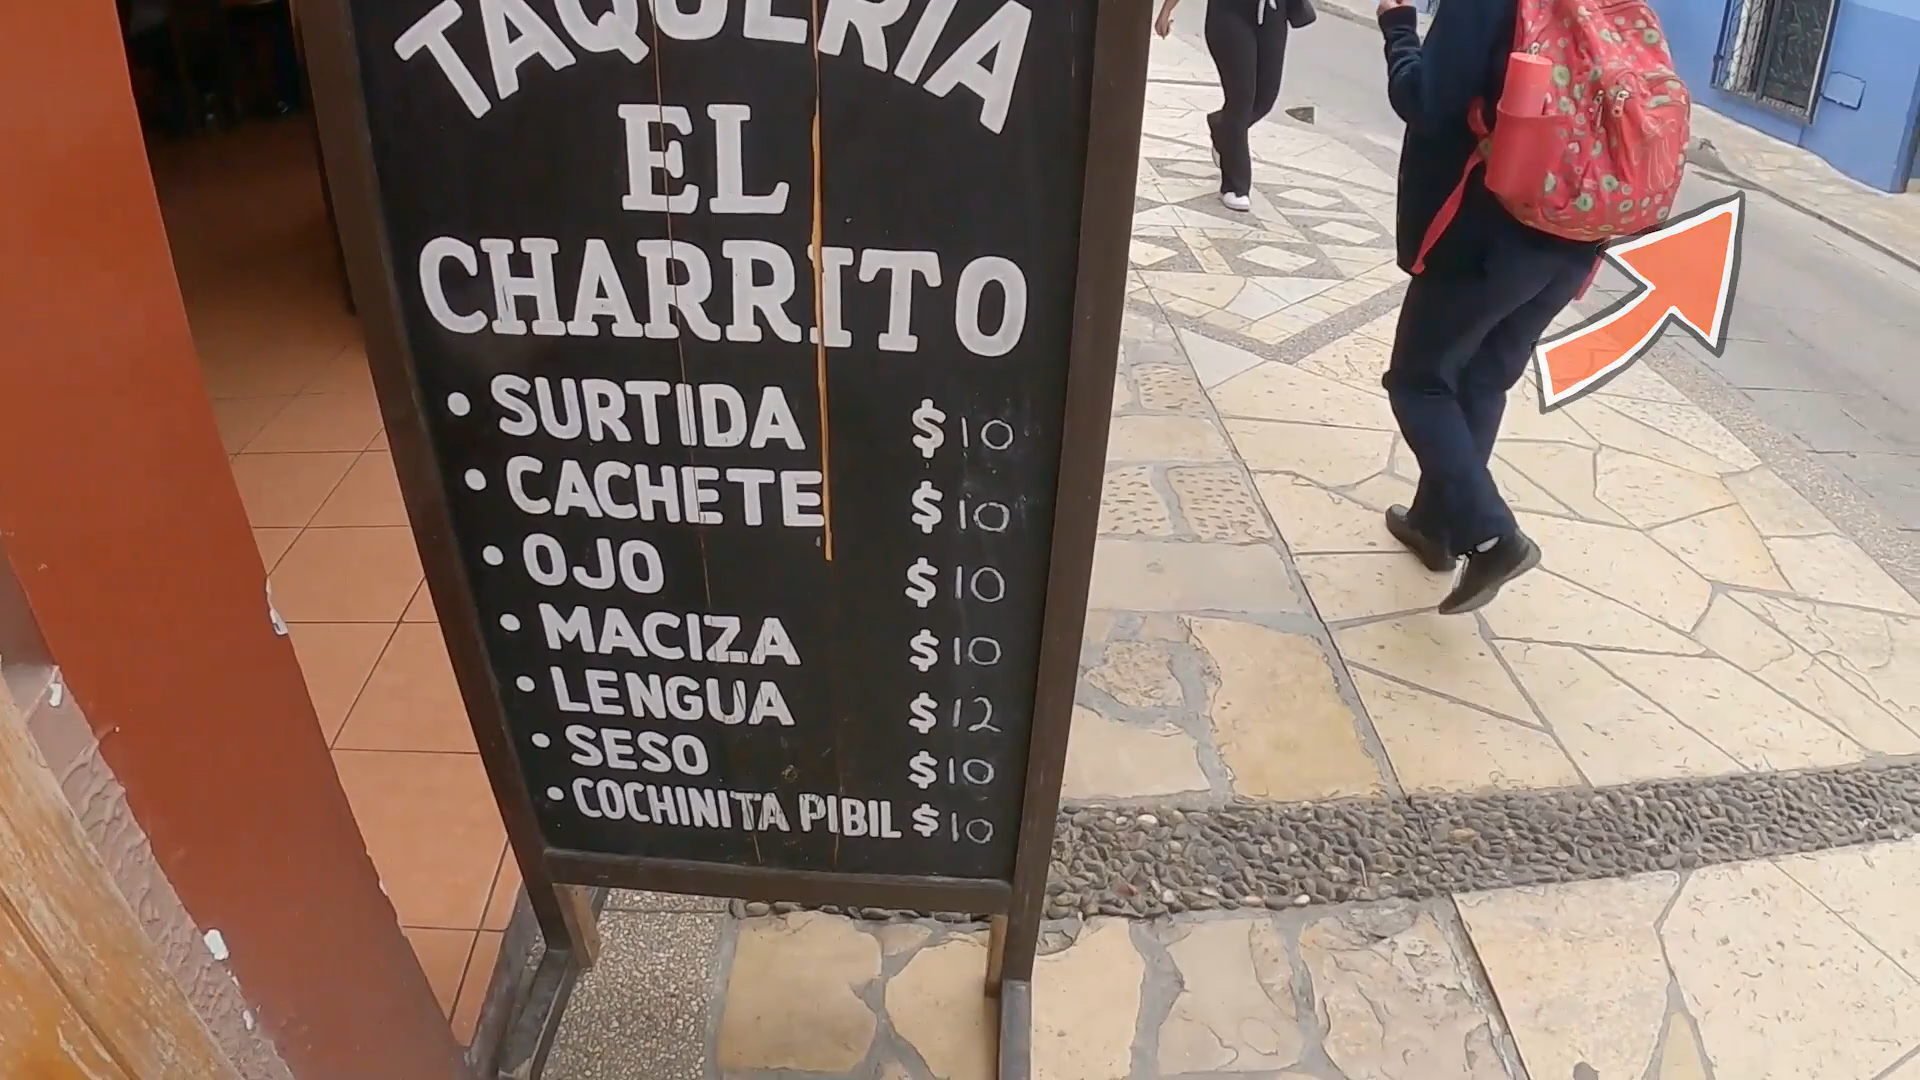 TAQUERIA
EL
CHARRITO
• SURTIDA $10
• CACHETE $10
• OJO $10
• MACIZA $10
• LENGUA $12
• SESO $10
• COCHINITA PIBIL $10